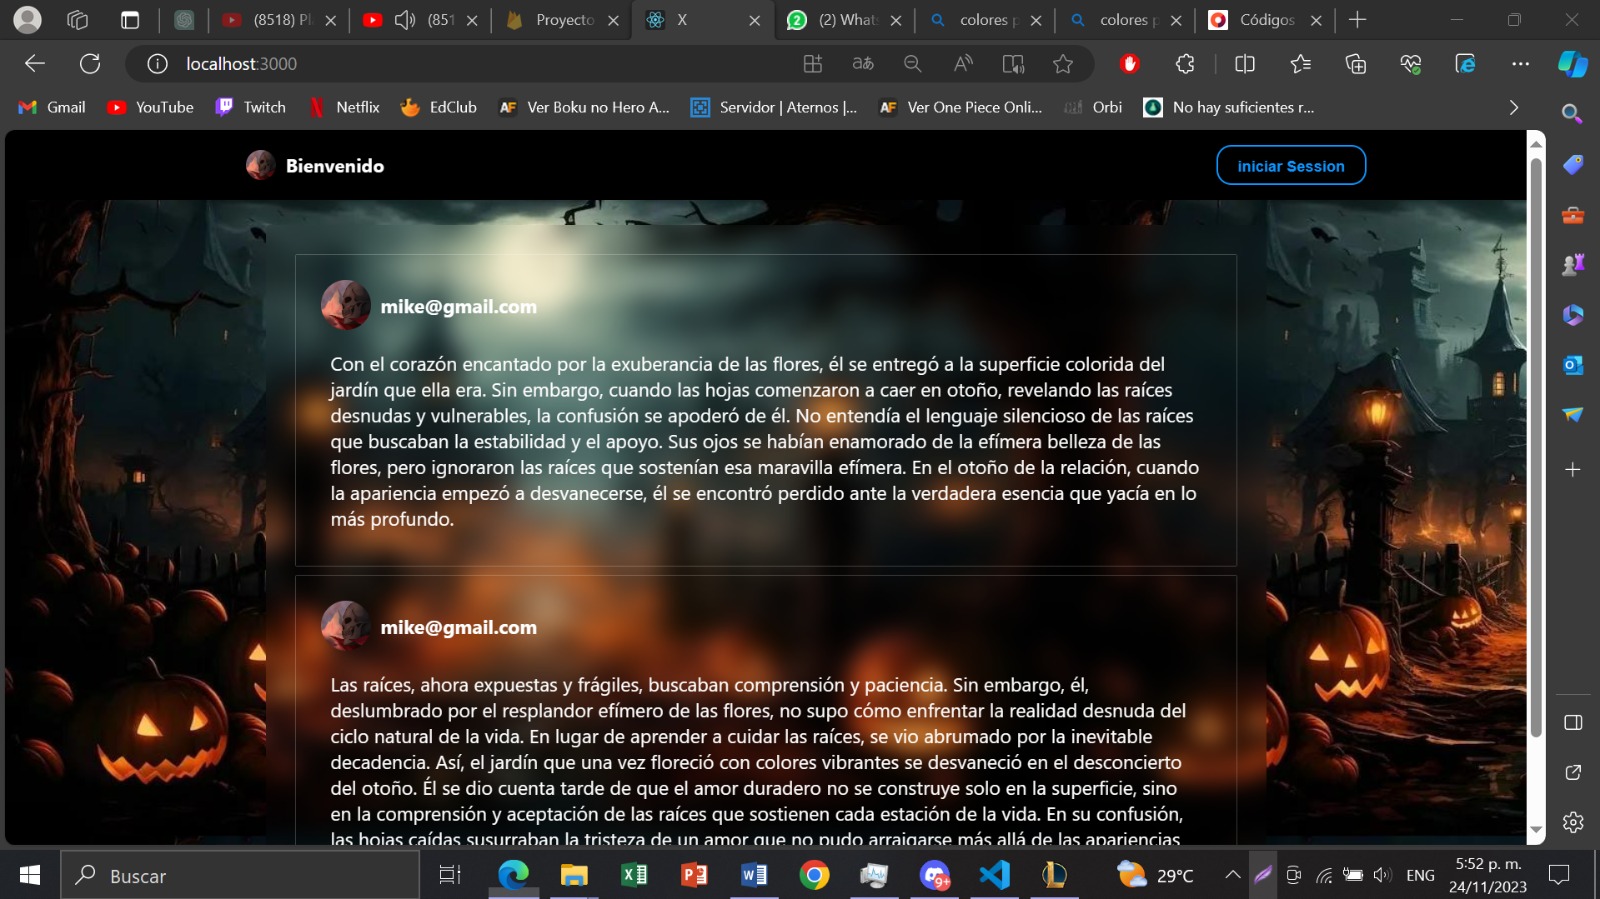 (8518) Pl
(851
Proyecto
X
(2) Whats
colores p
colores p
Códigos
localhost:3000
Gmail
YouTube
Twitch
Netflix
EdClub
Ver Boku no Hero A...
Servidor | Aternos |...
Ver One Piece Onli...
Orbi
No hay suficientes r...
Bienvenido
iniciar Session
mike@gmail.com
Con el corazón encantado por la exuberancia de las flores, él se entregó a la superficie colorida del
jardín que ella era. Sin embargo, cuando las hojas comenzaron a caer en otoño, revelando las raíces
desnudas y vulnerables, la confusión se apoderó de él. No entendía el lenguaje silencioso de las raíces
que buscaban la estabilidad y el apoyo. Sus ojos se habían enamorado de la efímera belleza de las
flores, pero ignoraron las raíces que sostenían esa maravilla efímera. En el otoño de la relación, cuando
la apariencia empezó a desvanecerse, él se encontró perdido ante la verdadera esencia que yacía en lo
más profundo.
mike@gmail.com
Las raíces, ahora expuestas y frágiles, buscaban comprensión y paciencia. Sin embargo, él,
deslumbrado por el resplandor efímero de las flores, no supo cómo enfrentar la realidad desnuda del
ciclo natural de la vida. En lugar de aprender a cuidar las raíces, se vio abrumado por la inevitable
decadencia. Así, el jardín que una vez floreció con colores vibrantes se desvaneció en el desconcierto
del otoño. Él se dio cuenta tarde de que el amor duradero no se construye solo en la superficie, sino
en la comprensión y aceptación de las raíces que sostienen cada estación de la vida. En su confusión,
las hojas caídas susurraban la tristeza de un amor que no pudo arraigarse más allá de las apariencias
Buscar
9+
29°C
ENG
5:52 p. m.
24/11/2023